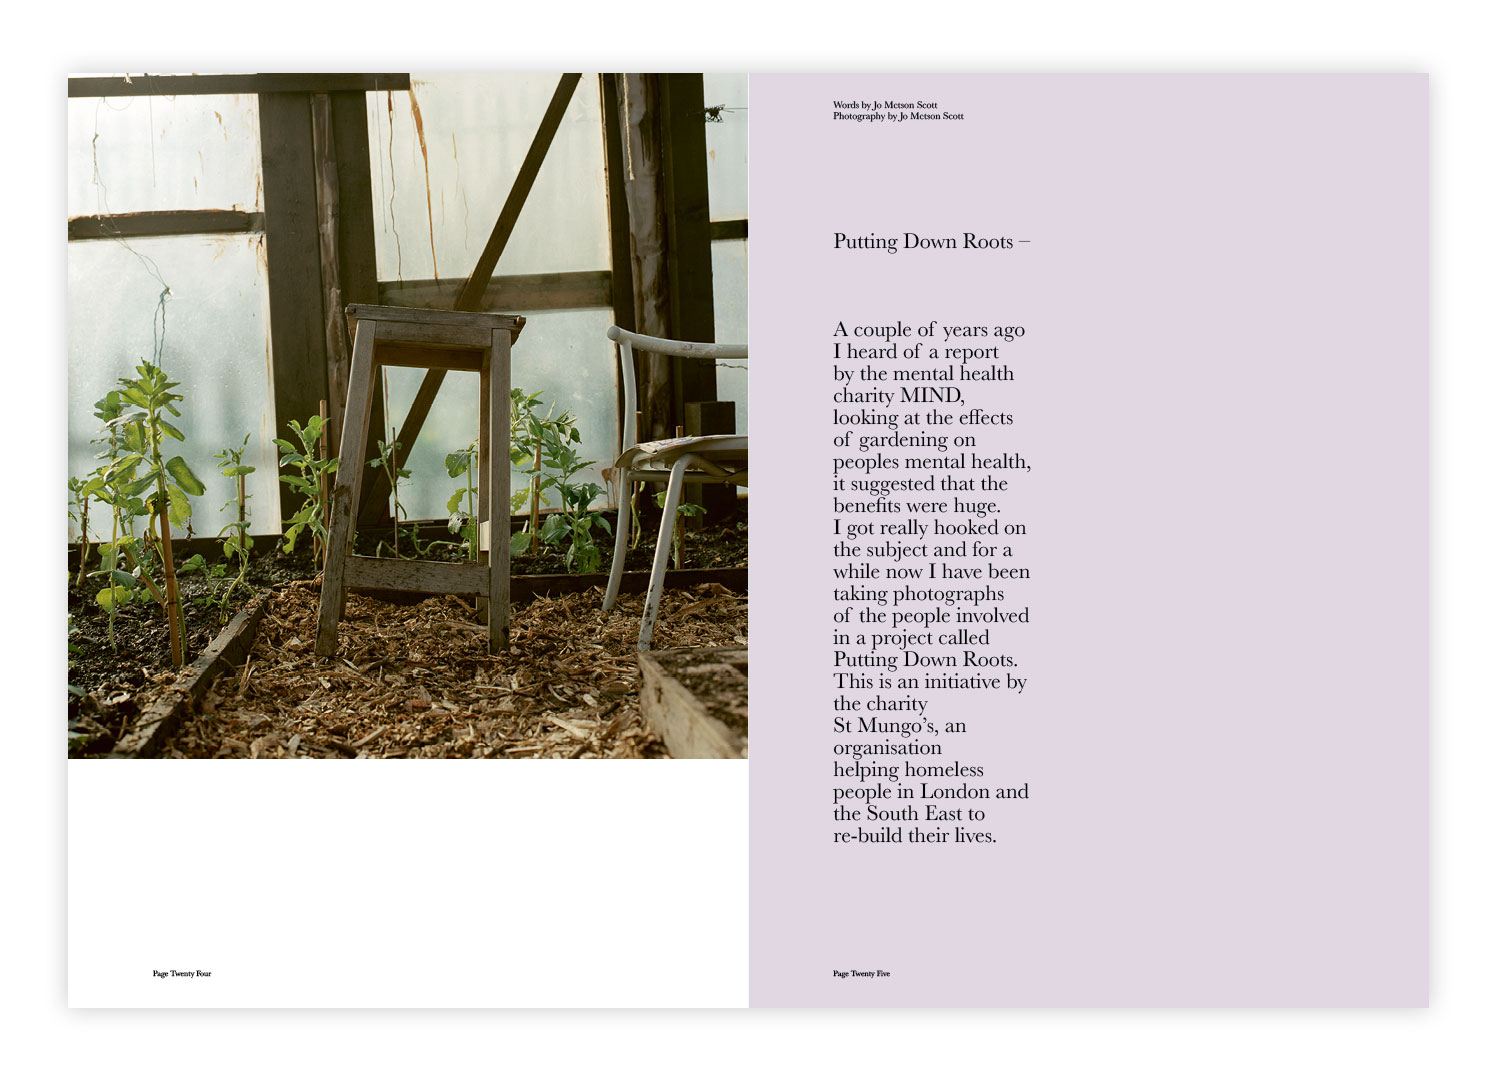 Words by Jo Metson Scott
Photography by Jo Metson Scott
Putting Down Roots –
A couple of years ago
I heard of a report
by the mental health
charity MIND,
looking at the effects
of gardening on
peoples mental health,
it suggested that the
benefits were huge.
I got really hooked on
the subject and for a
while now I have been
taking photographs
of the people involved
in a project called
Putting Down Roots.
This is an initiative by
the charity
St Mungo’s, an
organisation
helping homeless
people in London and
the South East to
re-build their lives.
Page Twenty Four
Page Twenty Five